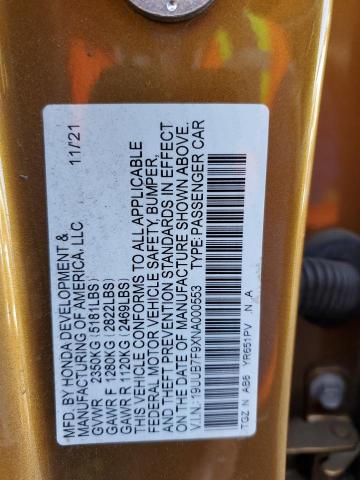 MFD. BY HONDA DEVELOPMENT &
MANUFACTURING OF AMERICA, LLC 11/21
GVWR 2350KG (5181LBS)
GAWR F 1280KG (2822LBS)
GAWR R 1120KG (2469LBS)
THIS VEHICLE CONFORMS TO ALL APPLICABLE
FEDERAL MOTOR VEHICLE SAFETY, BUMPER,
AND THEFT PREVENTION STANDARDS IN EFFECT
ON THE DATE OF MANUFACTURE SHOWN ABOVE.
V.I.N.: 19UUB7F9XNA000553 TYPE: PASSENGER CAR
TGZ N ABB YR651PV .N _A